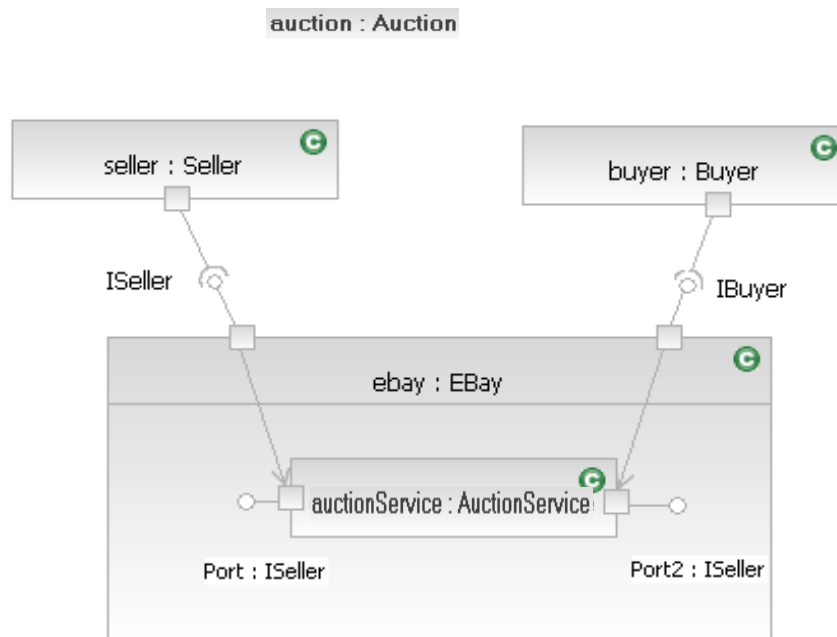 auction : Auction
C
C
seller : Seller
buyer : Buyer
ISeller
IBuyer
C
ebay : EBay
C
auctionService : AuctionService
Port : ISeller
Port2 : ISeller